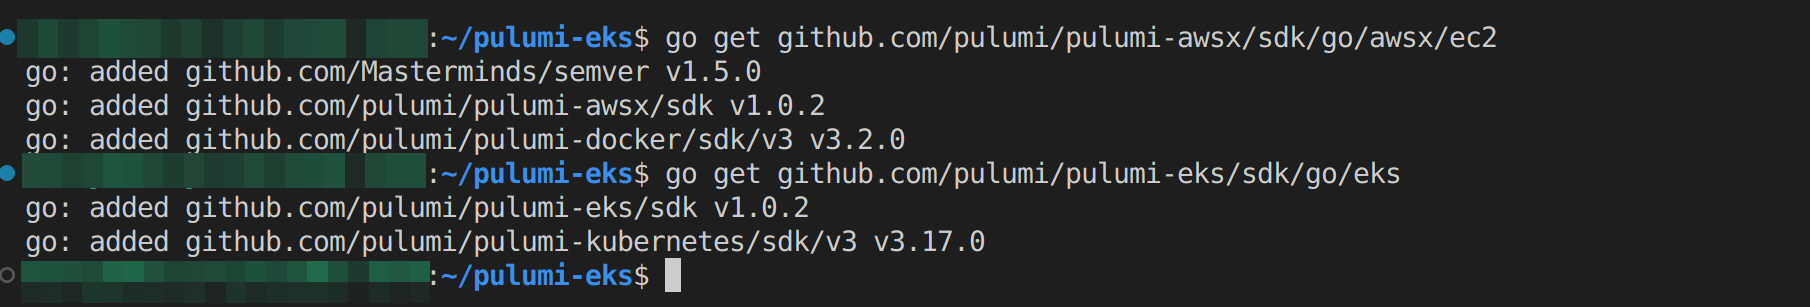 :~/pulumi-eks$ go get github.com/pulumi/pulumi-awsx/sdk/go/awsx/ec2
go: added github.com/Masterminds/semver v1.5.0
go: added github.com/pulumi/pulumi-awsx/sdk v1.0.2
go: added github.com/pulumi/pulumi-docker/sdk/v3 v3.2.0
:~/pulumi-eks$ go get github.com/pulumi/pulumi-eks/sdk/go/eks
go: added github.com/pulumi/pulumi-eks/sdk v1.0.2
go: added github.com/pulumi/pulumi-kubernetes/sdk/v3 v3.17.0
:~/pulumi-eks$